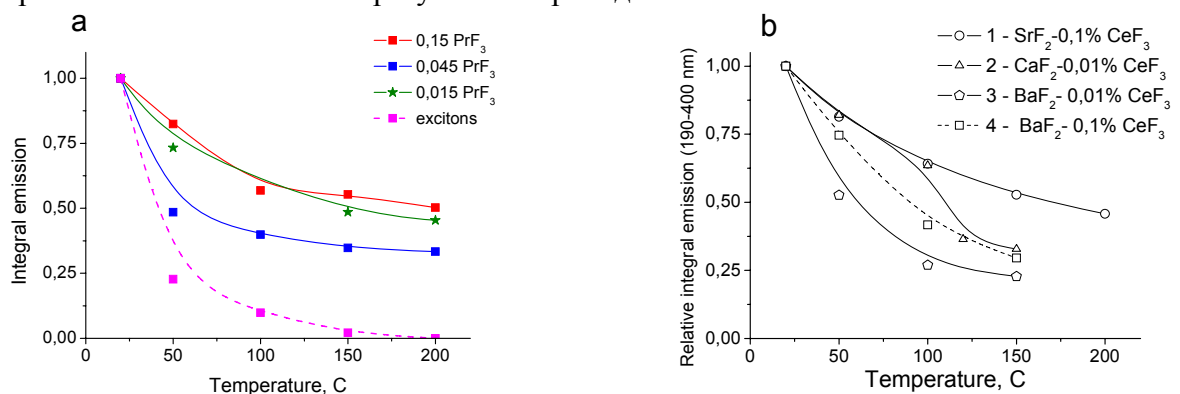 a
0,15 PrF3
0,045 PrF3
0,015 PrF3
excitons
1,00
0,75
0,50
0,25
0,00
0 50 100 150 200
Integral emission
Temperature, C
b
1 - SrF2-0,1% CeF3
2 - CaF2-0,01% CeF3
3 - BaF2- 0,01% CeF3
4 - BaF2- 0,1% CeF3
1,00
0,75
0,50
0,25
0,00
0 50 100 150 200
Relative integral emission (190-400 nm)
Temperature, C